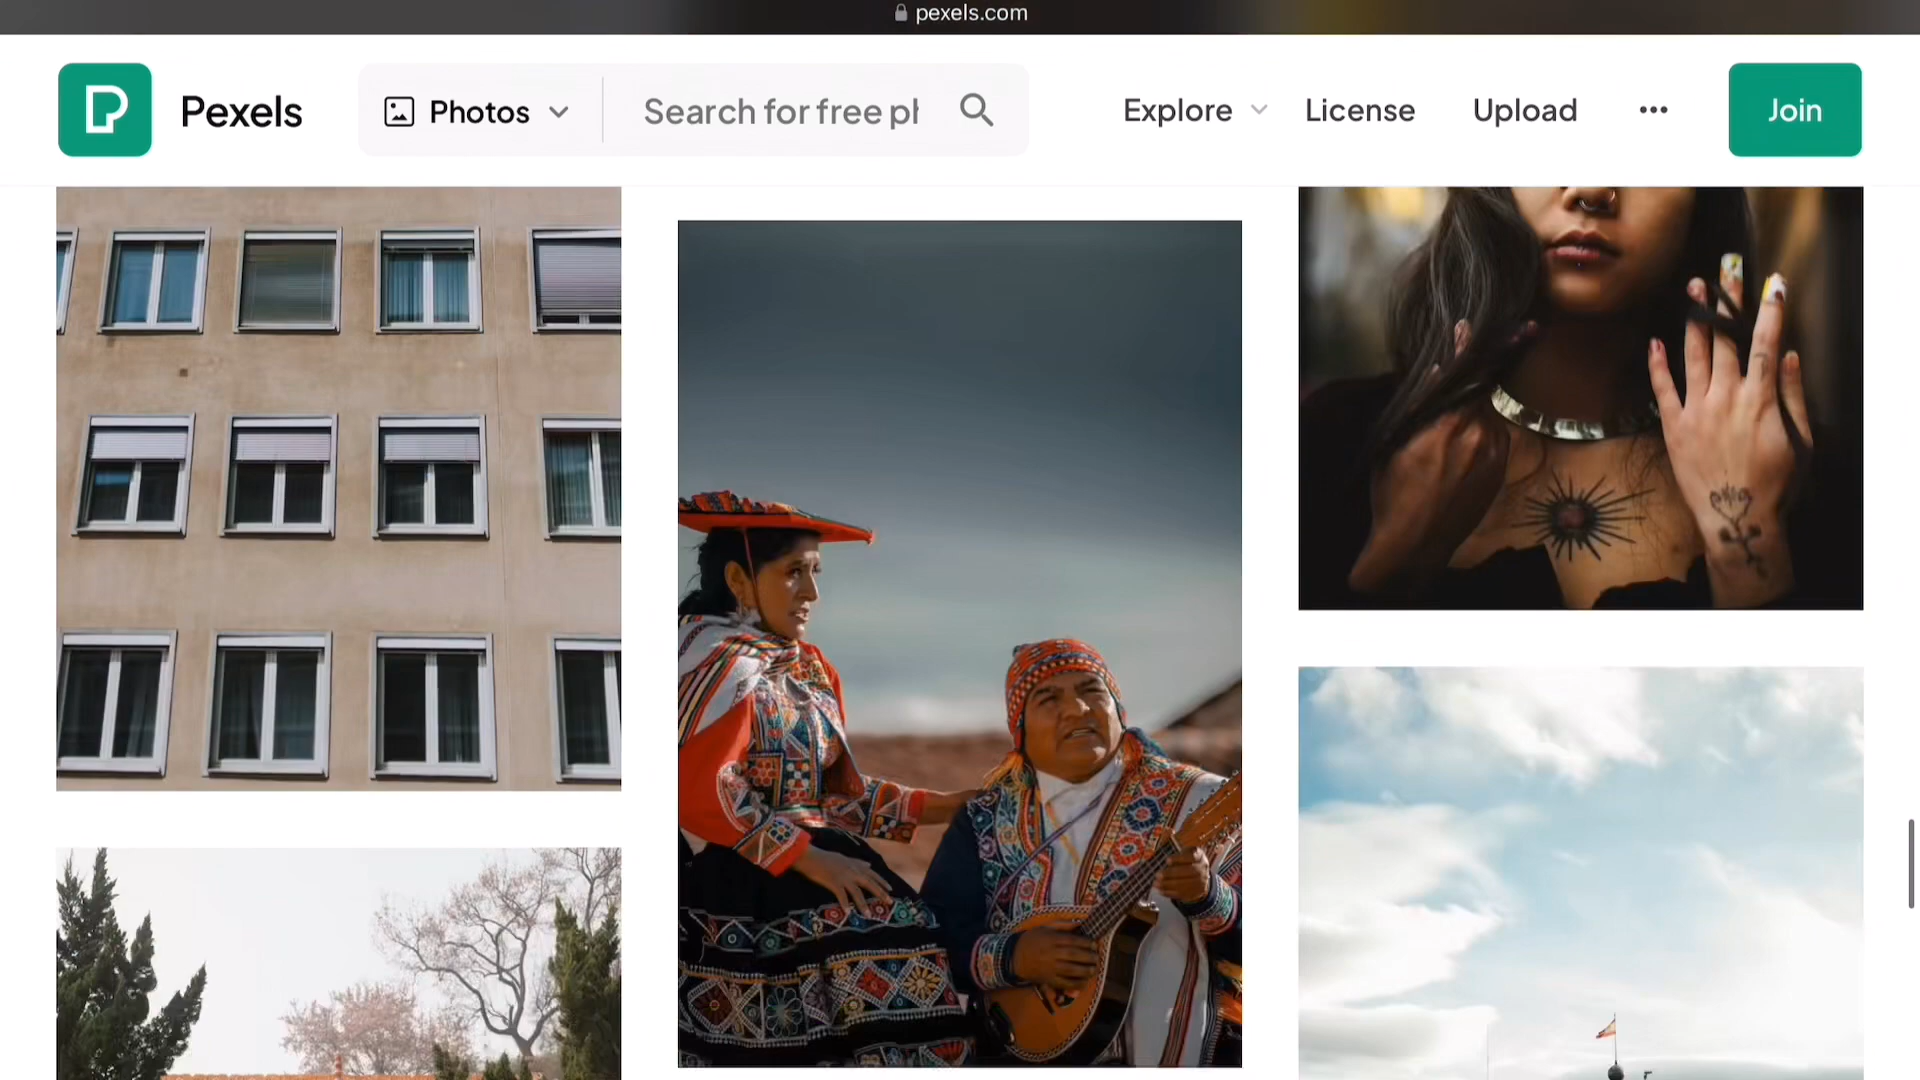 pexels.com
Pexels
Photos
Search for free pl
Explore
License
Upload
Join